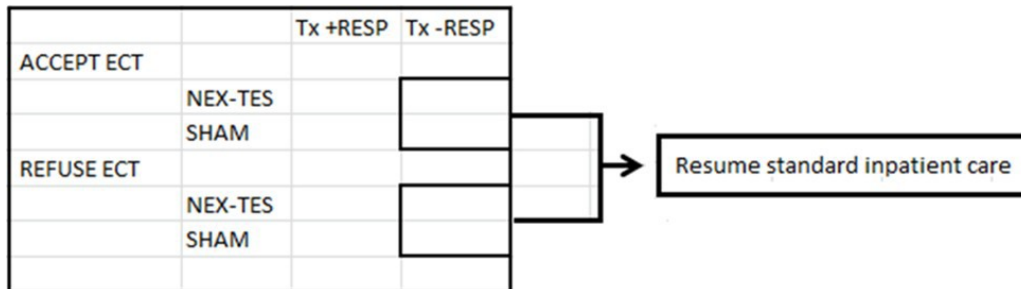 Tx +RESP Tx -RESP
ACCEPT ECT
NEX-TES
SHAM
REFUSE ECT
NEX-TES
SHAM
Resume standard inpatient care